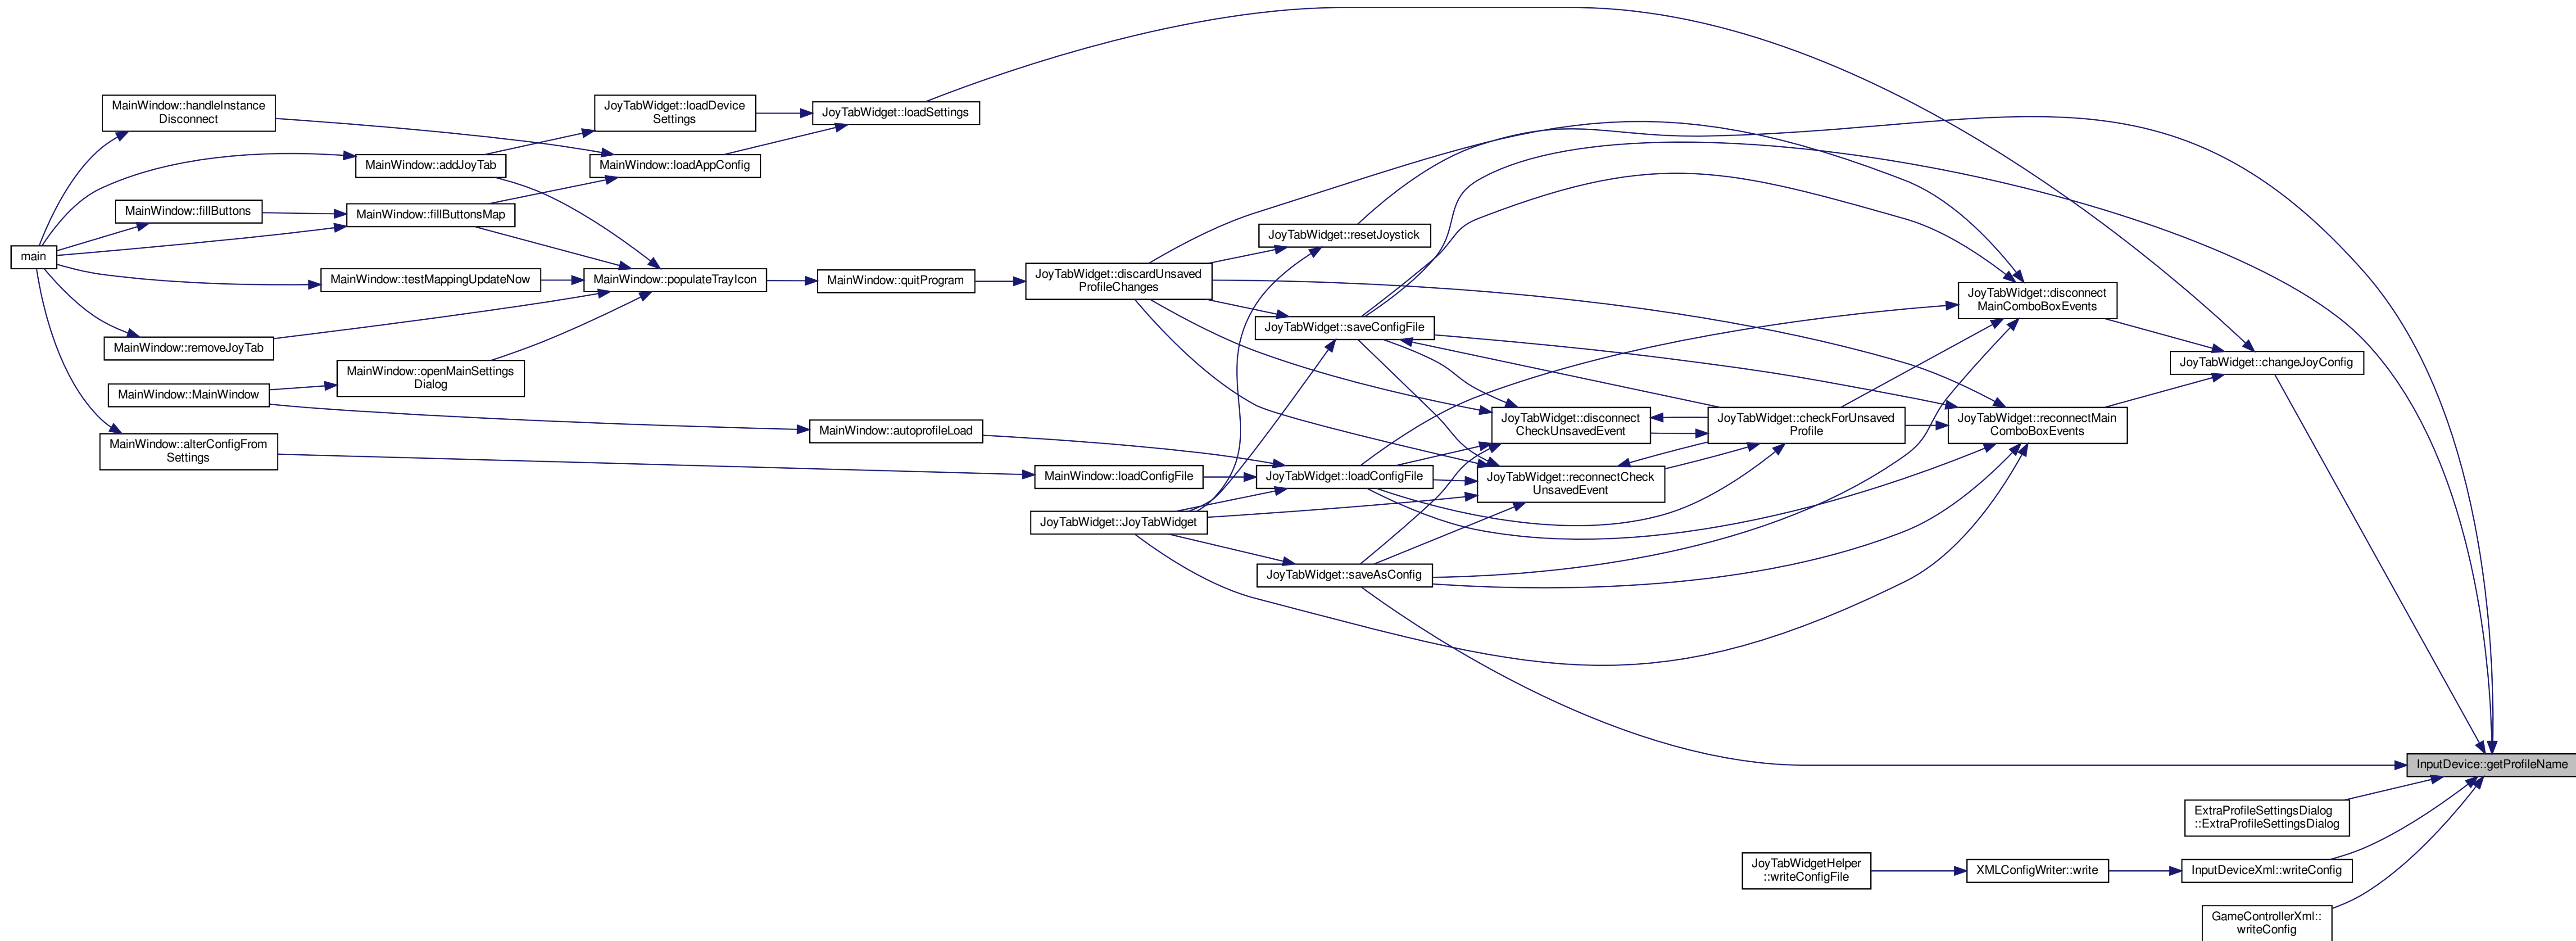 MainWindow::handleInstance
Disconnect
JoyTabWidget::loadDevice
Settings
JoyTabWidget::loadSettings
MainWindow::addJoyTab
MainWindow::loadAppConfig
MainWindow::fillButtons
MainWindow::fillButtonsMap
main
MainWindow::testMappingUpdateNow
MainWindow::populateTrayIcon
MainWindow::quitProgram
JoyTabWidget::discardUnsaved
ProfileChanges
JoyTabWidget::resetJoystick
JoyTabWidget::saveConfigFile
JoyTabWidget::disconnect
MainComboBoxEvents
JoyTabWidget::changeJoyConfig
MainWindow::removeJoyTab
MainWindow::openMainSettings
Dialog
MainWindow::MainWindow
MainWindow::alterConfigFrom
Settings
MainWindow::autoprofileLoad
MainWindow::loadConfigFile
JoyTabWidget::loadConfigFile
JoyTabWidget::disconnect
CheckUnsavedEvent
JoyTabWidget::checkForUnsaved
Profile
JoyTabWidget::reconnectMain
ComboBoxEvents
JoyTabWidget::reconnectCheck
UnsavedEvent
JoyTabWidget::JoyTabWidget
JoyTabWidget::saveAsConfig
InputDevice::getProfileName
ExtraProfileSettingsDialog
::ExtraProfileSettingsDialog
JoyTabWidgetHelper
::writeConfigFile
XMLConfigWriter::write
InputDeviceXml::writeConfig
GameControllerXml::
writeConfig